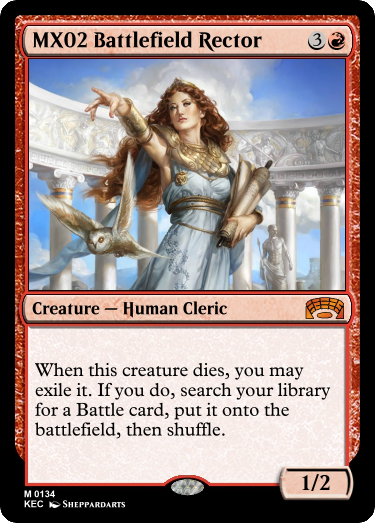 MX02 Battlefield Rector 3
Creature — Human Cleric
When this creature dies, you may
exile it. If you do, search your library
for a Battle card, put it onto the
battlefield, then shuffle.
1/2
M 0134
KEC SHEPPARDARTS